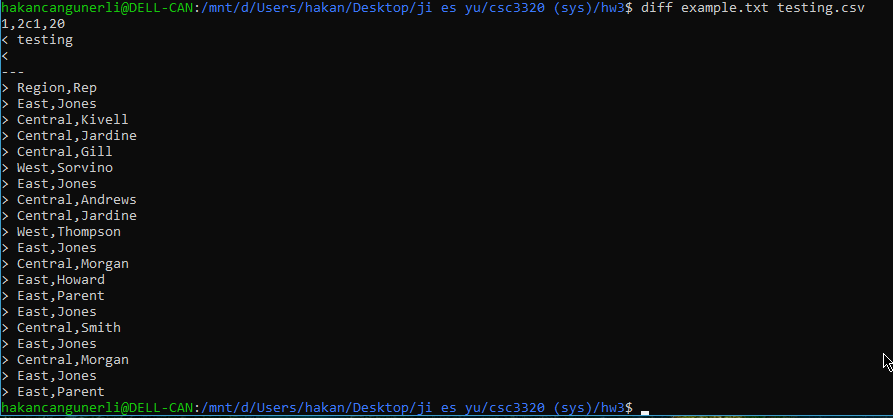 hakancangunerli@DELL-CAN:/mnt/d/Users/hakan/Desktop/ji es yu/csc3320 (sys)/hw3$ diff example.txt testing.csv
1,2c1,20
< testing
<
---
> Region,Rep
> East,Jones
> Central,Kivell
> Central,Jardine
> Central,Gill
> West,Sorvino
> East,Jones
> Central,Andrews
> Central,Jardine
> West,Thompson
> East,Jones
> Central,Morgan
> East,Howard
> East,Parent
> East,Jones
> Central,Smith
> East,Jones
> Central,Morgan
> East,Jones
> East,Parent
hakancangunerli@DELL-CAN:/mnt/d/Users/hakan/Desktop/ji es yu/csc3320 (sys)/hw3$